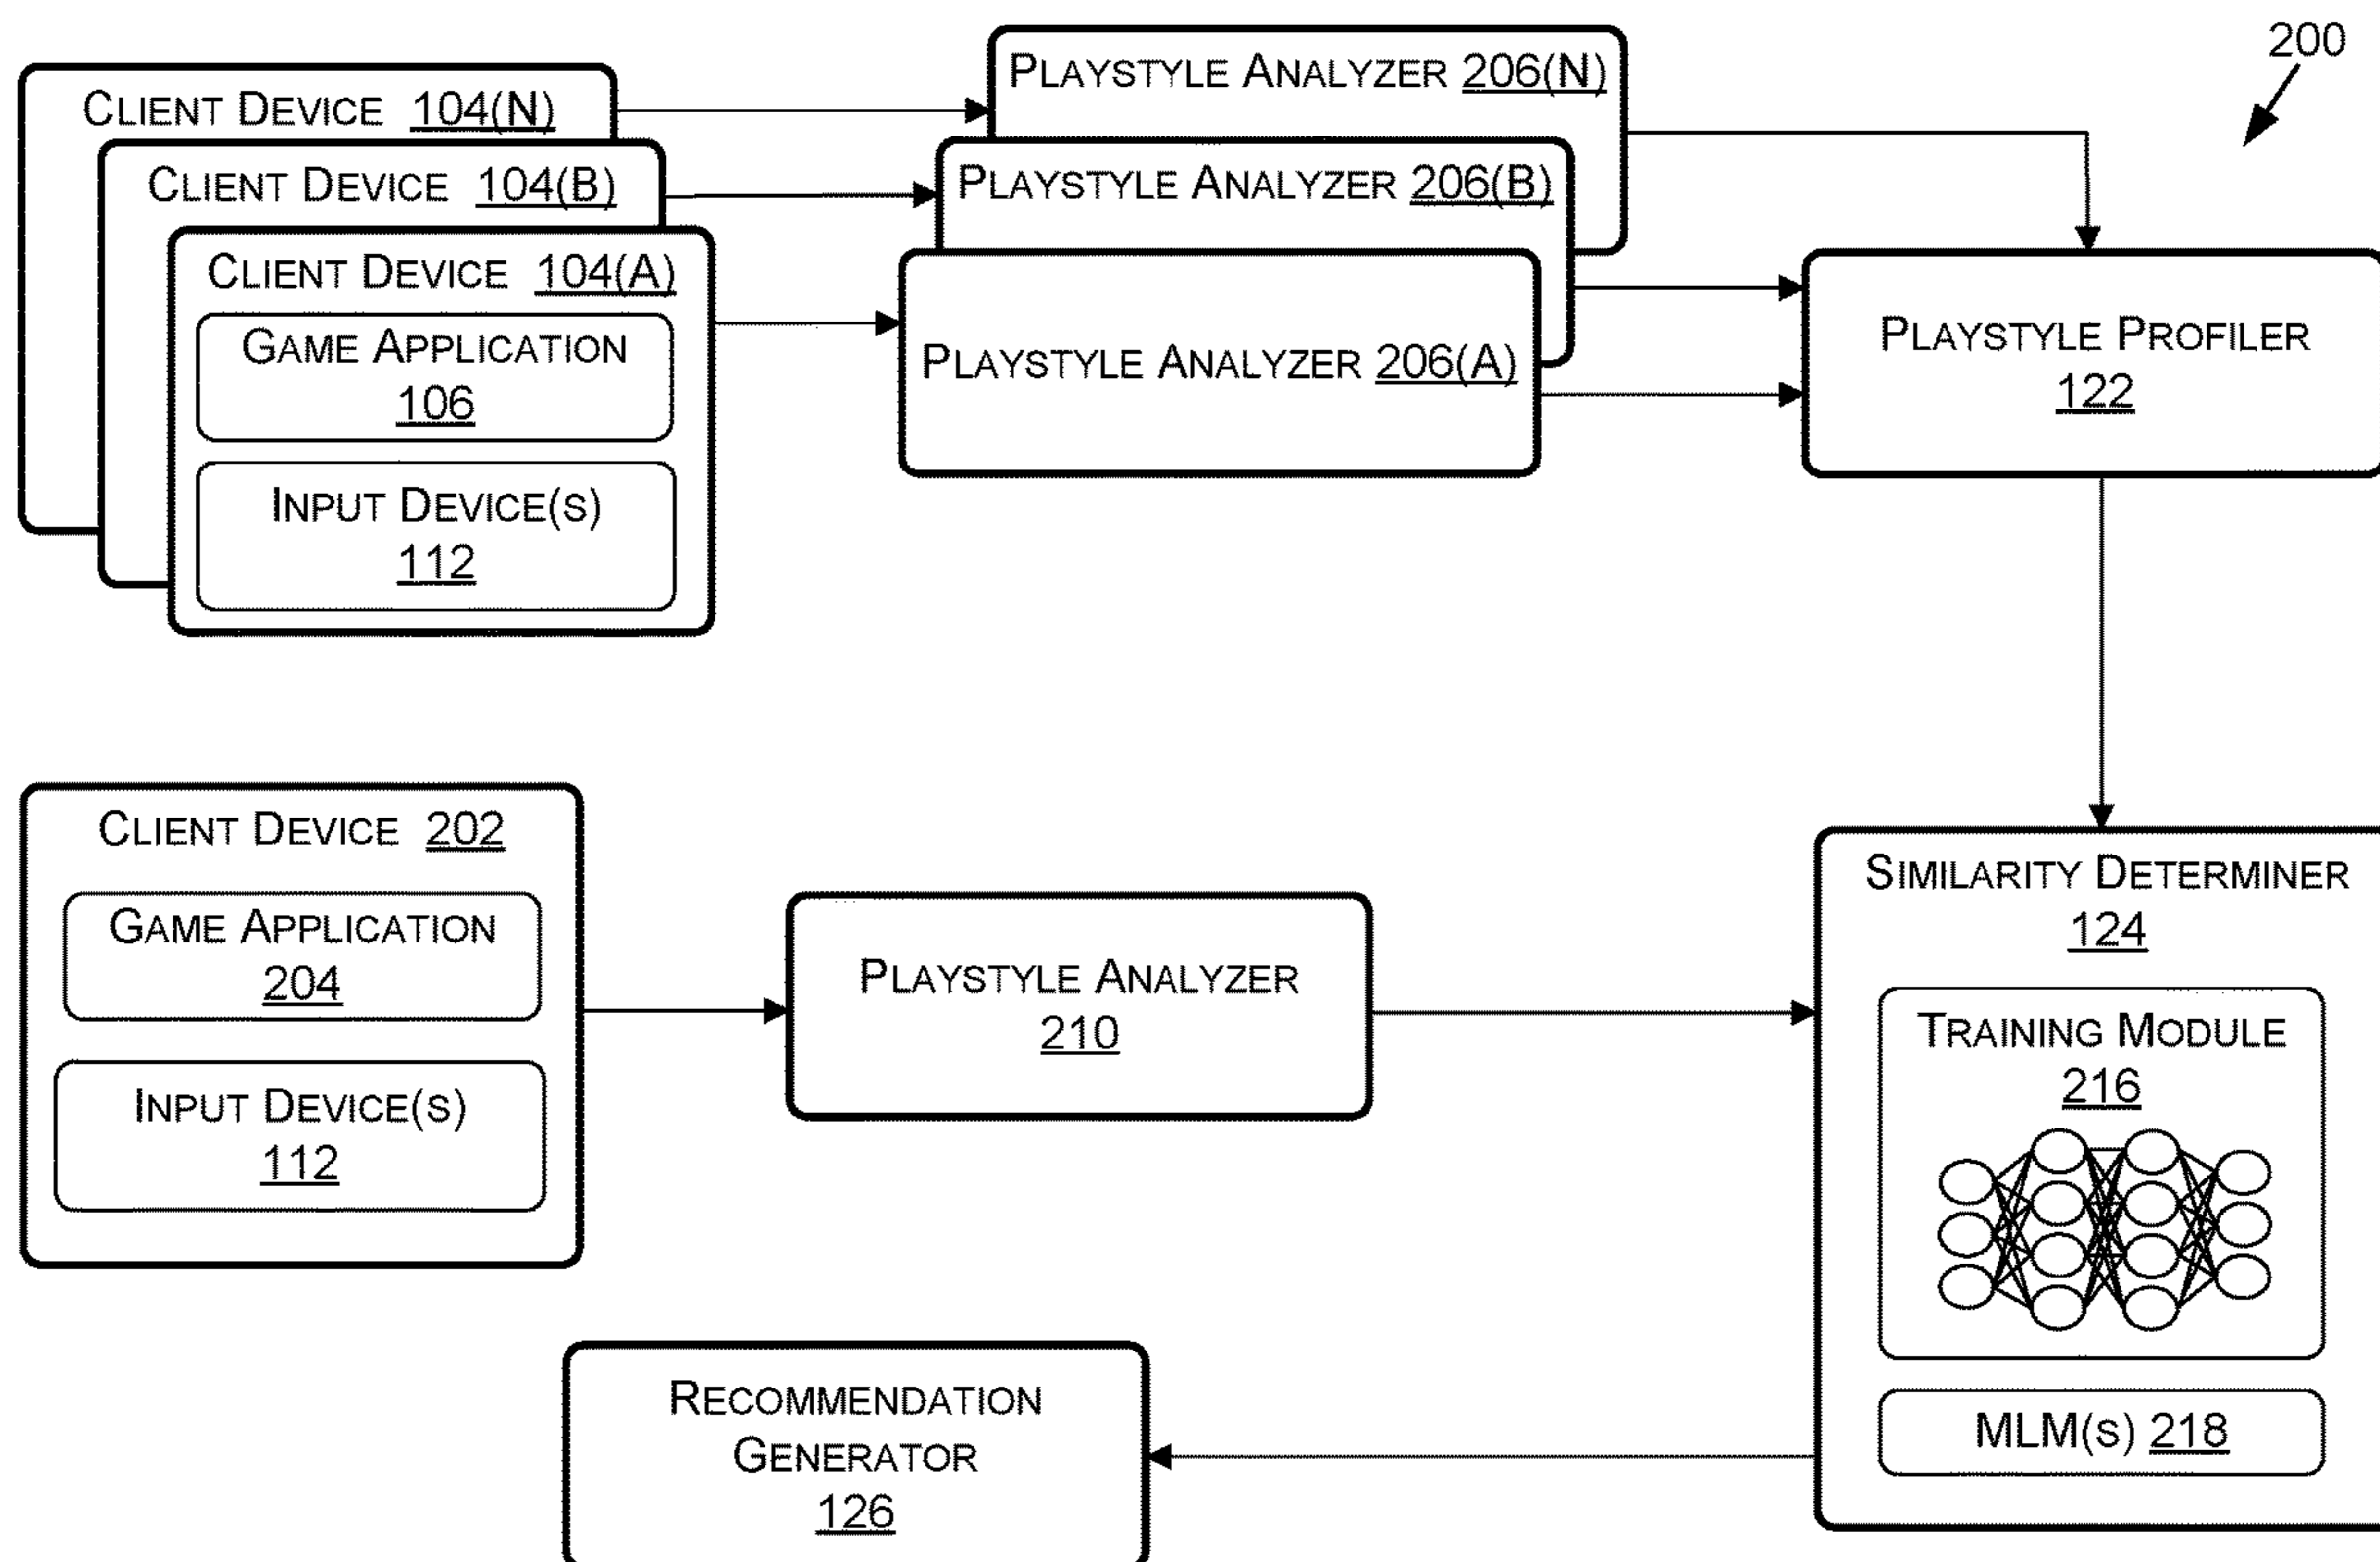 200
CLIENT DEVICE 104(N)
CLIENT DEVICE 104(B)
CLIENT DEVICE 104(A)
GAME APPLICATION
106
INPUT DEVICE(S)
112
PLAYSTYLE ANALYZER 206(N)
PLAYSTYLE ANALYZER 206(B)
PLAYSTYLE ANALYZER 206(A)
PLAYSTYLE PROFILER
122
CLIENT DEVICE 202
GAME APPLICATION
204
INPUT DEVICE(S)
112
PLAYSTYLE ANALYZER
210
SIMILARITY DETERMINER
124
TRAINING MODULE
216
MLM(S) 218
RECOMMENDATION
GENERATOR
126